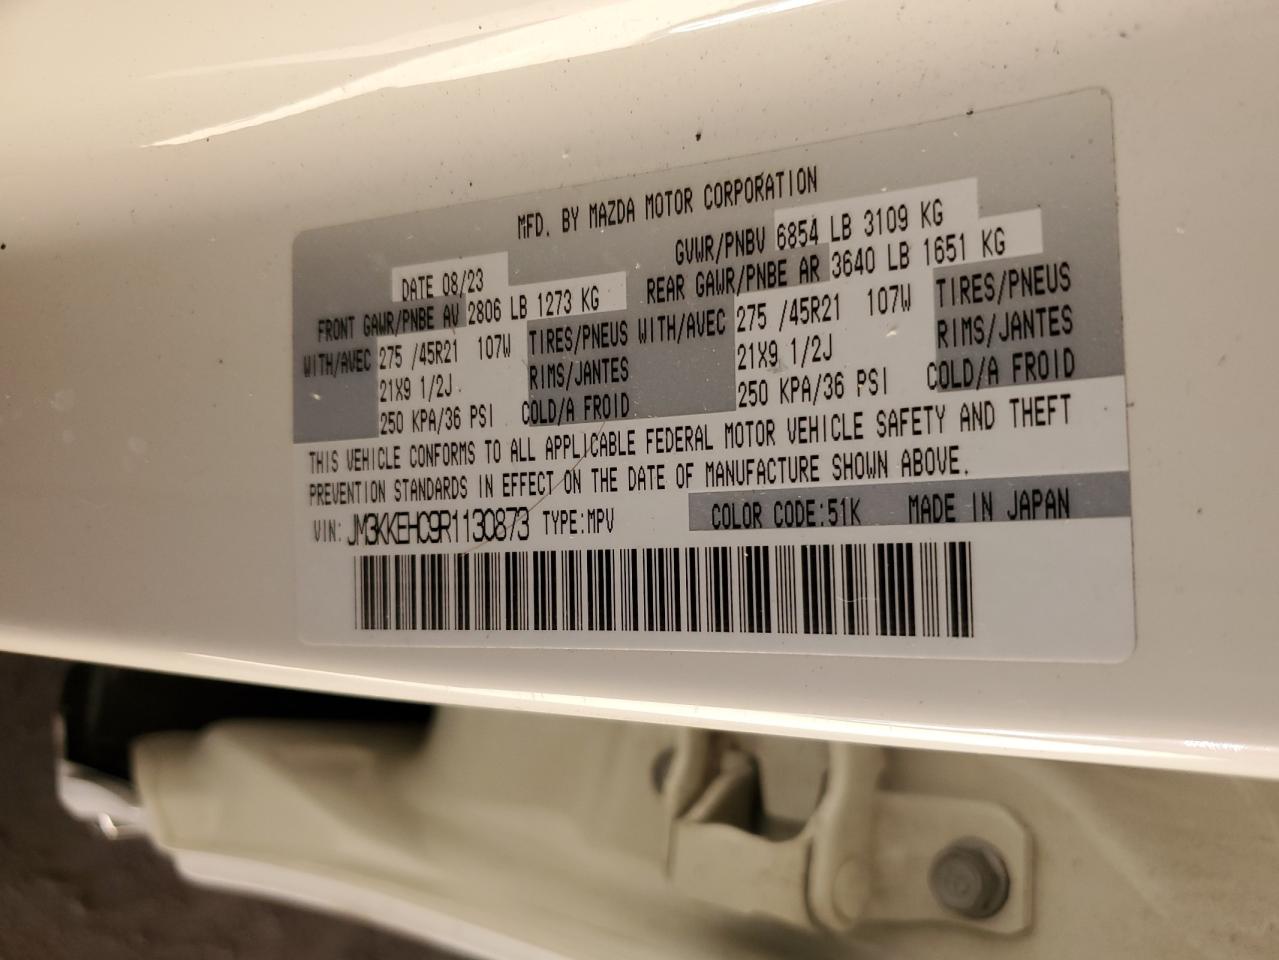 MFD. BY MAZDA MOTOR CORPORATION
DATE 08/23 GVWR/PNBV 6854 LB 3109 KG
FRONT GAWR/PNBE AV 2806 LB 1273 KG REAR GAWR/PNBE AR 3640 LB 1651 KG
WITH/AVEC 275 /45R21 107W TIRES/PNEUS WITH/AVEC 275 /45R21 107W TIRES/PNEUS
21X9 1/2J RIMS/JANTES 21X9 1/2J RIMS/JANTES
250 KPA/36 PSI COLD/A FROID 250 KPA/36 PSI COLD/A FROID
THIS VEHICLE CONFORMS TO ALL APPLICABLE FEDERAL MOTOR VEHICLE SAFETY AND THEFT
PREVENTION STANDARDS IN EFFECT ON THE DATE OF MANUFACTURE SHOWN ABOVE.
VIN: JM3KKEHC9R1130873 TYPE:MPV COLOR CODE:51K MADE IN JAPAN